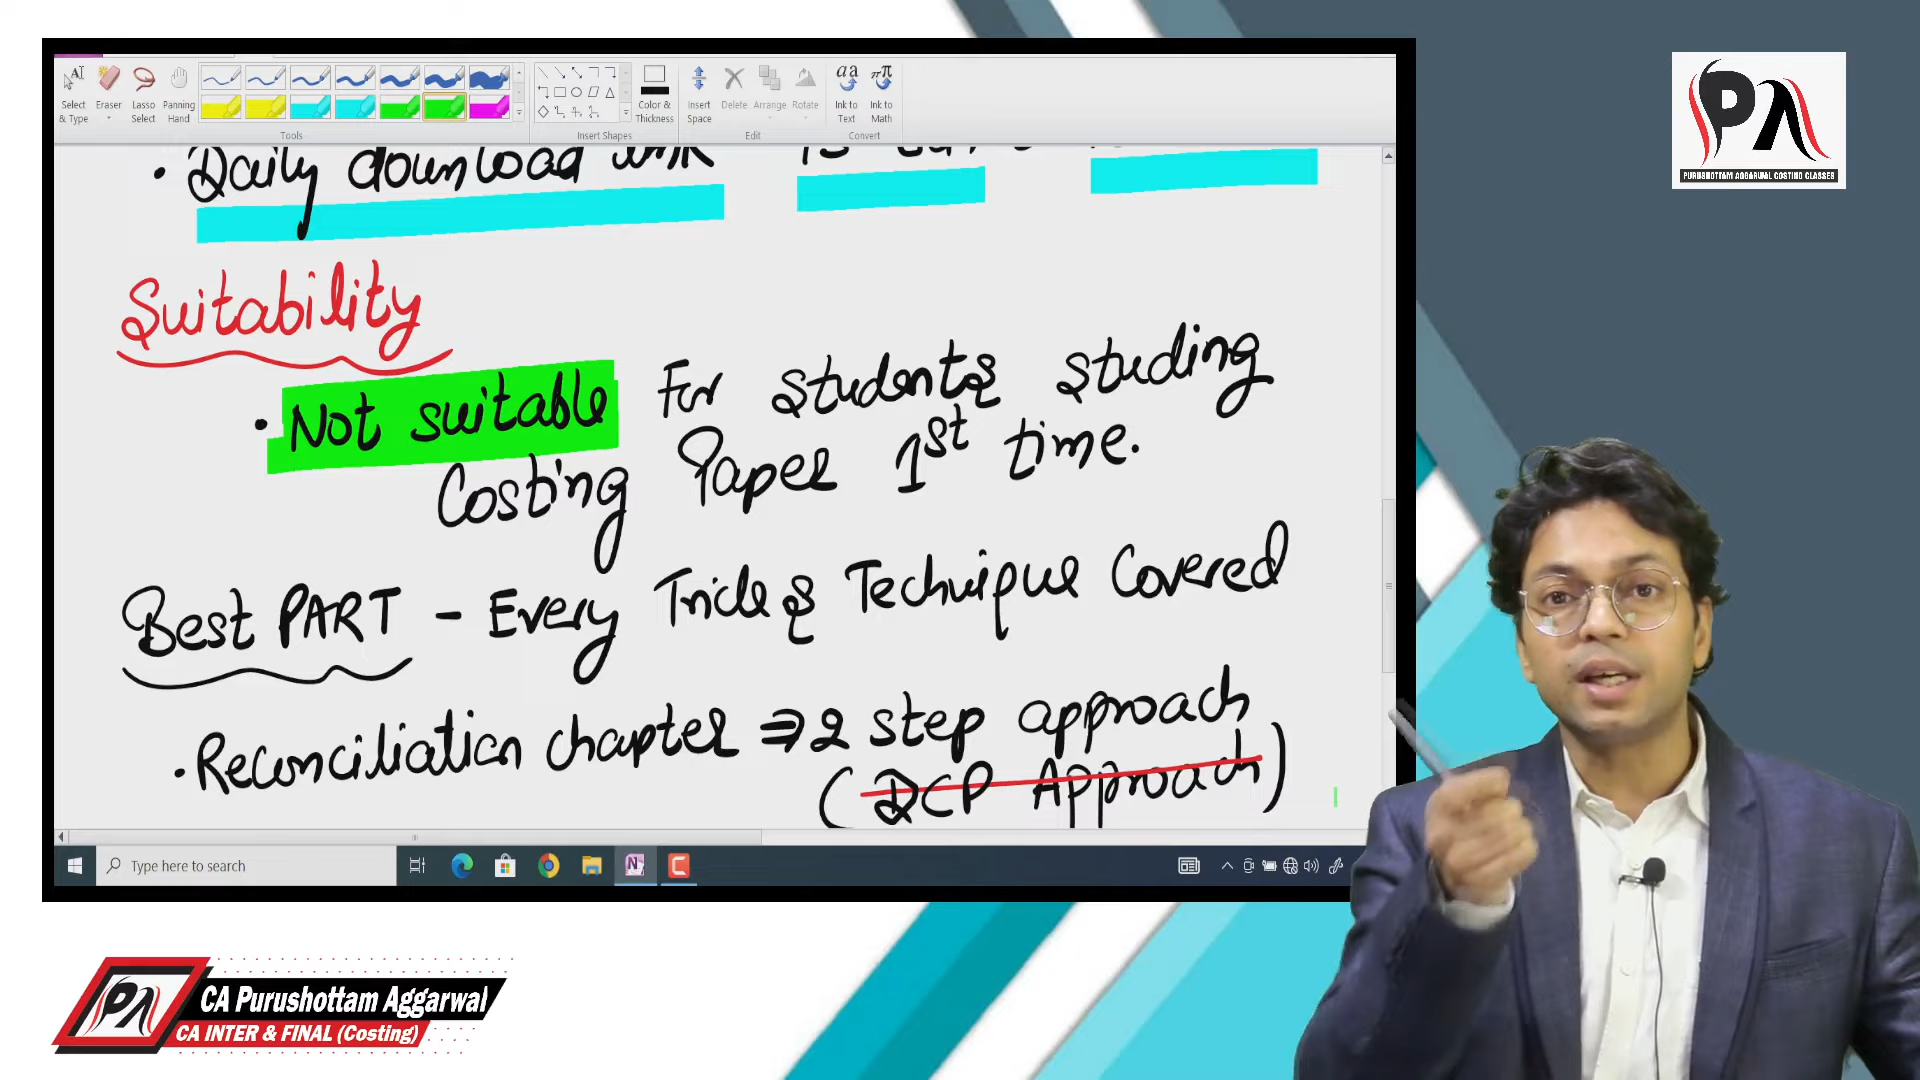 Select & Type
Eraser
Lasso Select
Panning Hand
Tools
Insert Shapes
Color & Thickness
Insert Space
Delete
Arrange
Rotate
Edit
Ink to Text
Ink to Math
Convert
• Daily download link
Suitability
• Not suitable For students studing
Costing Paper 1st time.
Best PART - Every Trick & Technique Covered
• Reconciliation chapter ⇒ 2 step approach
(DCP Approach)
Type here to search
PA
PURUSHOTTAM AGGARWAL COSTING CLASSES
PA
CA Purushottam Aggarwal
CA INTER & FINAL (Costing)